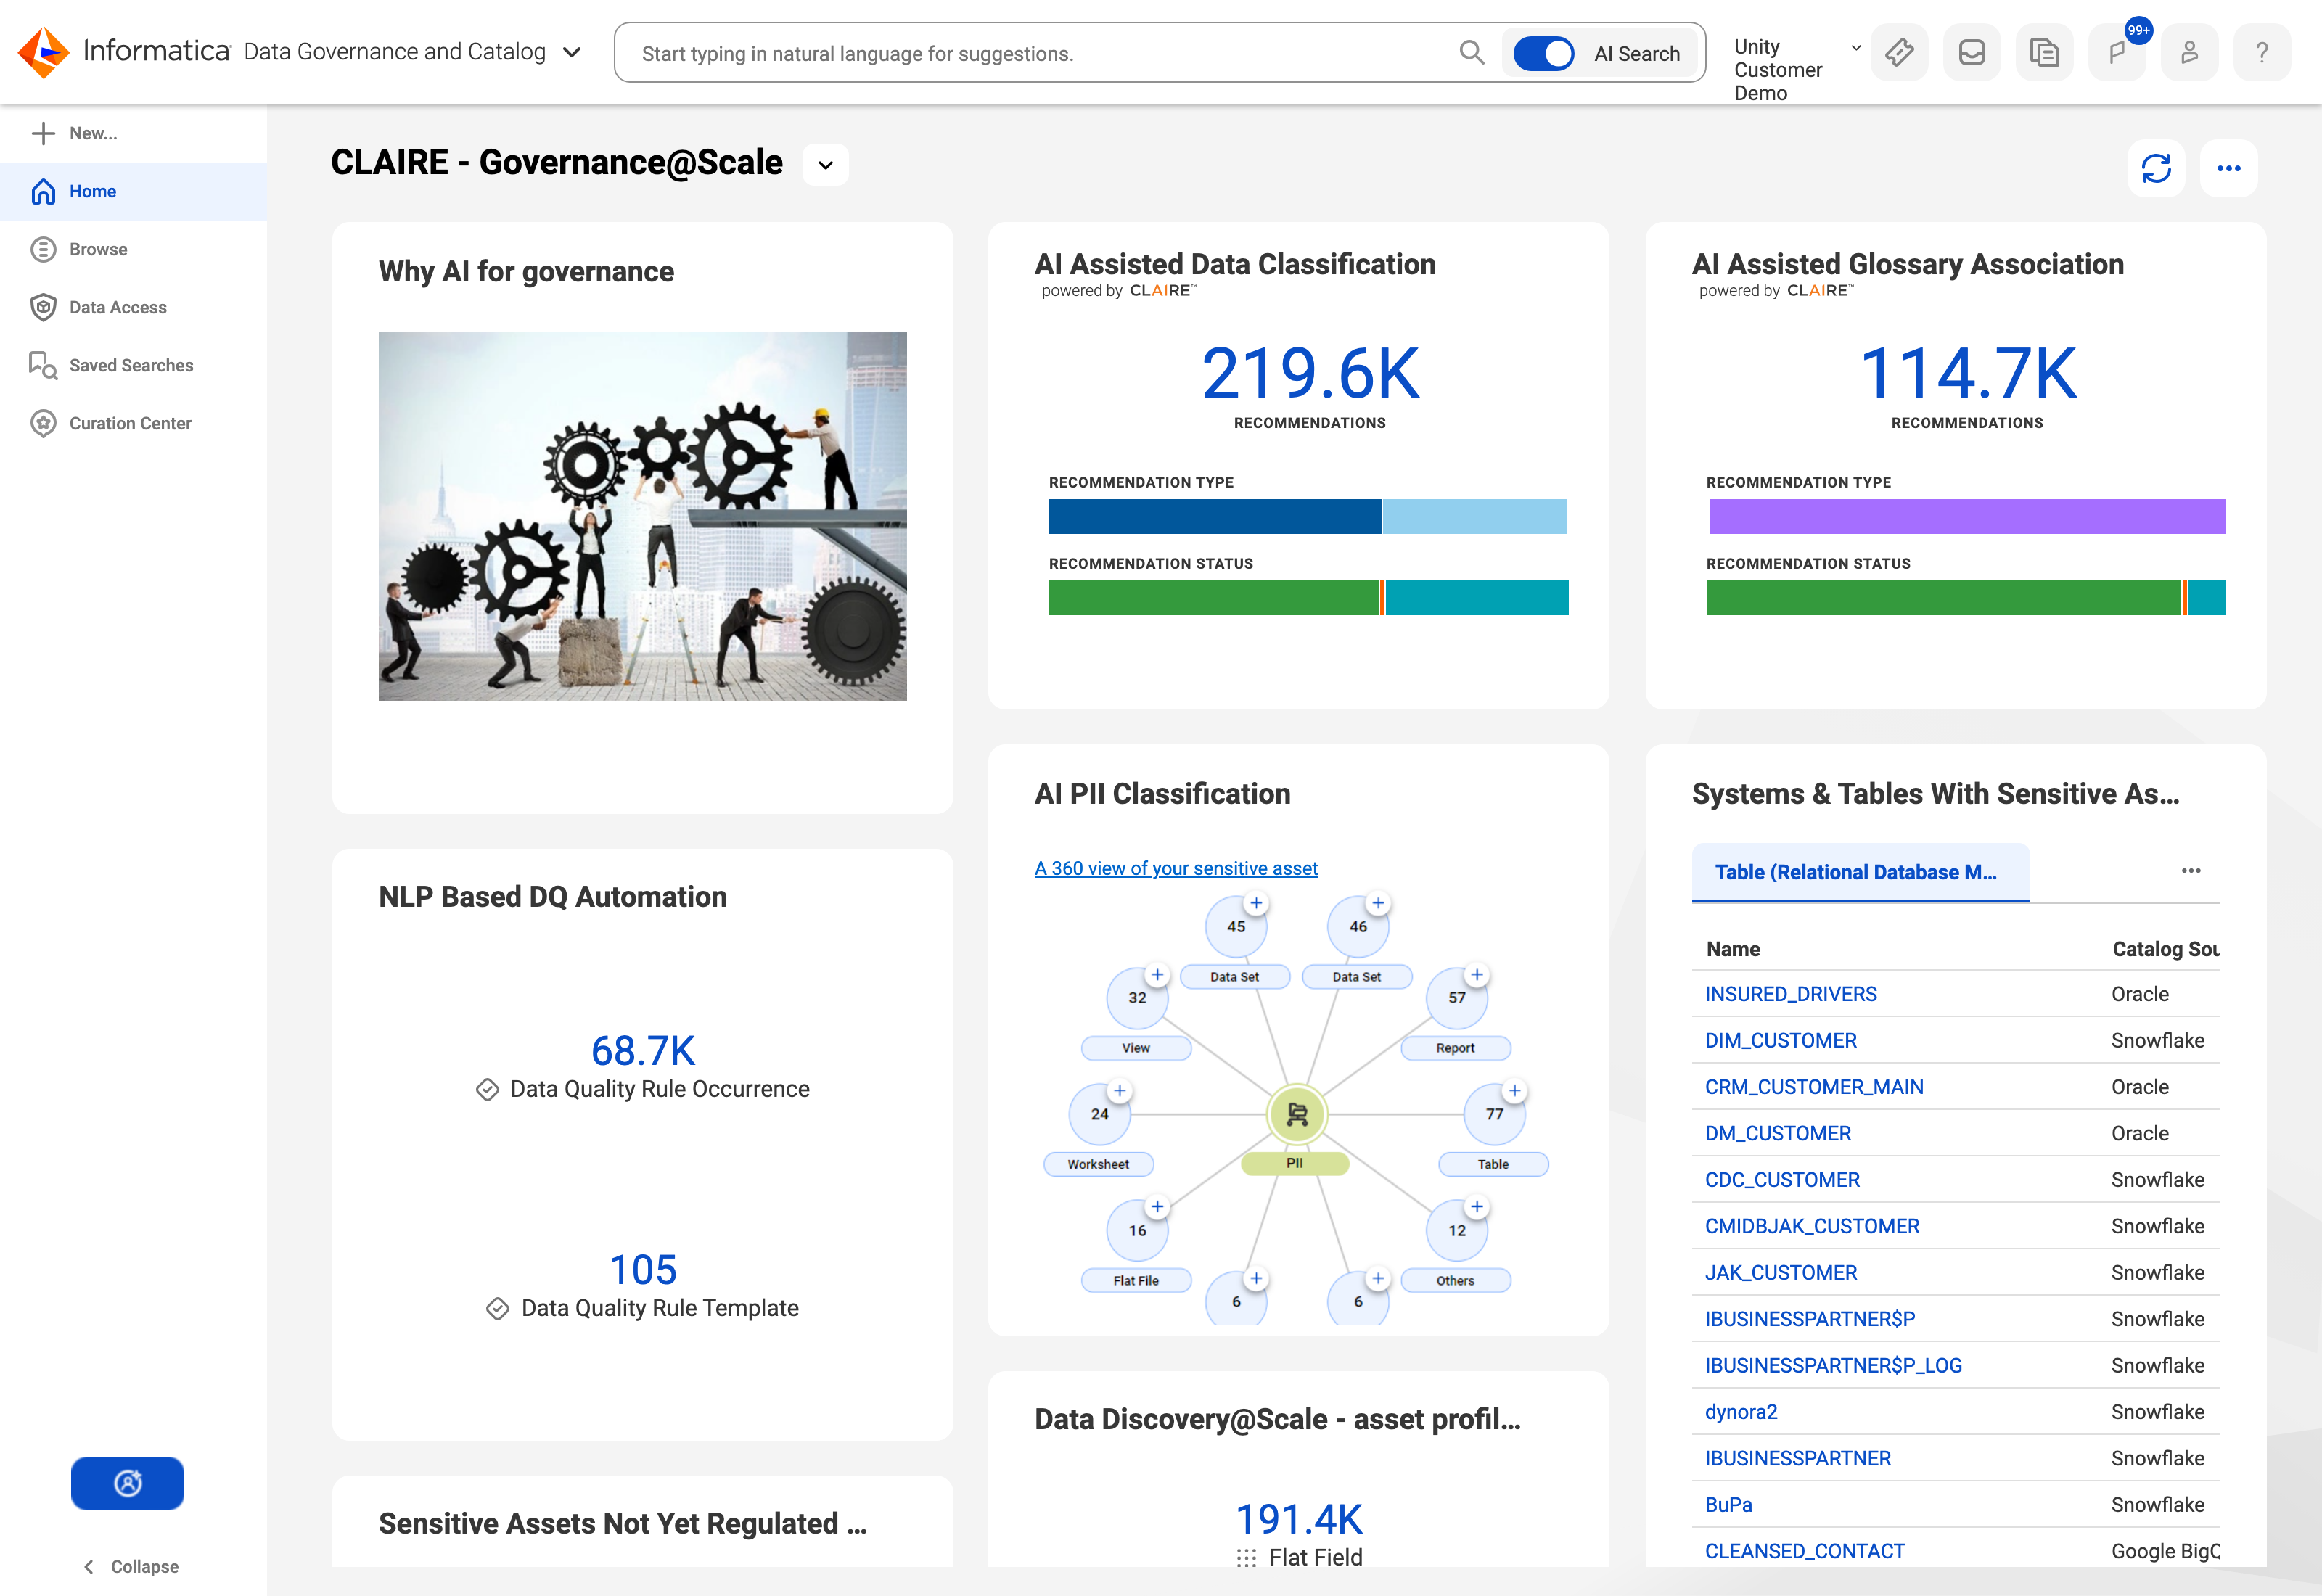 Informatica Data Governance and Catalog
Start typing in natural language for suggestions.
AI Search
Unity
Customer
Demo
99+
?
New...
Home
Browse
Data Access
Saved Searches
Curation Center
Collapse
CLAIRE - Governance@Scale
Why AI for governance
AI Assisted Data Classification
powered by CLAIRE™
219.6K
RECOMMENDATIONS
RECOMMENDATION TYPE
RECOMMENDATION STATUS
AI Assisted Glossary Association
powered by CLAIRE™
114.7K
RECOMMENDATIONS
RECOMMENDATION TYPE
RECOMMENDATION STATUS
NLP Based DQ Automation
68.7K
Data Quality Rule Occurrence
105
Data Quality Rule Template
Sensitive Assets Not Yet Regulated ...
AI PII Classification
A 360 view of your sensitive asset
45
Data Set
46
Data Set
32
View
57
Report
24
Worksheet
PII
77
Table
16
Flat File
12
Others
6
6
Data Discovery@Scale - asset profil...
191.4K
Flat Field
Systems & Tables With Sensitive As...
Table (Relational Database M...
Name Catalog Sou
INSURED_DRIVERS Oracle
DIM_CUSTOMER Snowflake
CRM_CUSTOMER_MAIN Oracle
DM_CUSTOMER Oracle
CDC_CUSTOMER Snowflake
CMIDBJAK_CUSTOMER Snowflake
JAK_CUSTOMER Snowflake
IBUSINESSPARTNER$P Snowflake
IBUSINESSPARTNER$P_LOG Snowflake
dynora2 Snowflake
IBUSINESSPARTNER Snowflake
BuPa Snowflake
CLEANSED_CONTACT Google BigQ